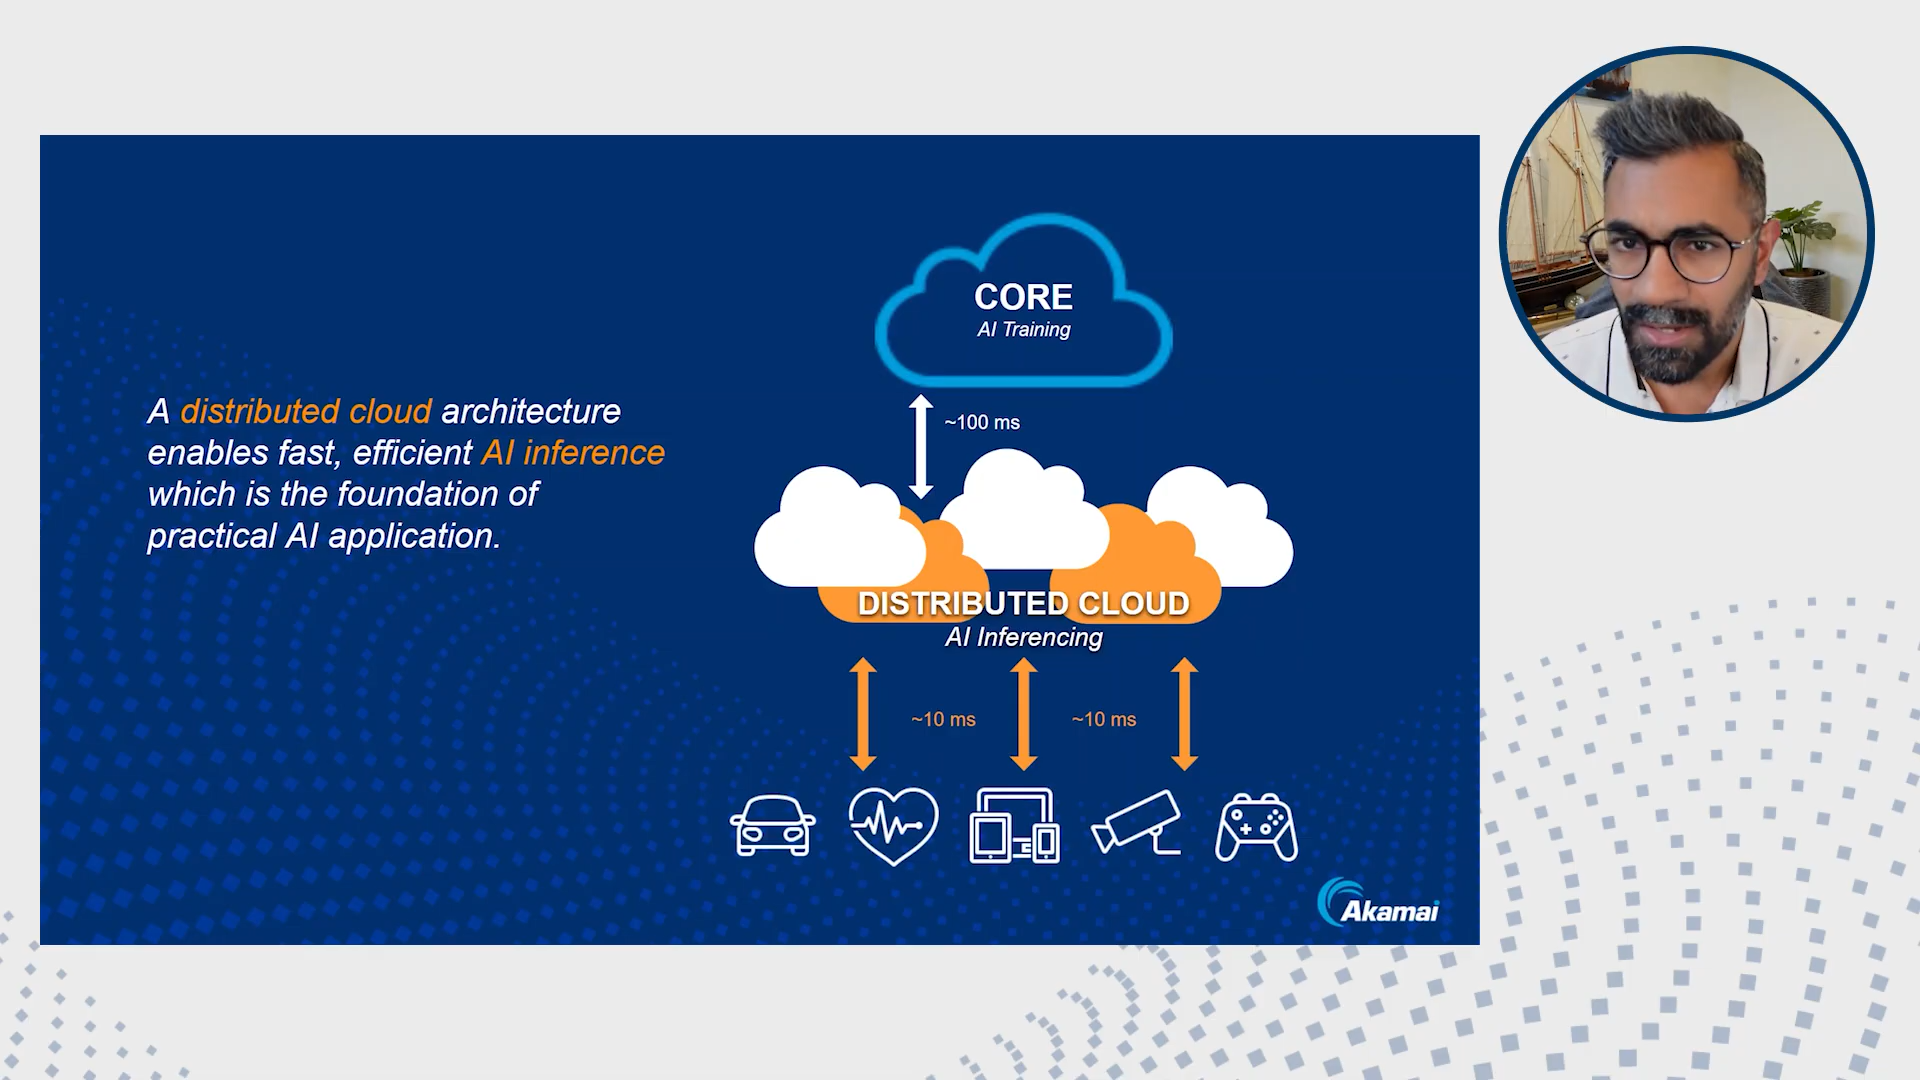 A distributed cloud architecture
enables fast, efficient AI inference
which is the foundation of
practical AI application.
CORE
AI Training
~100 ms
DISTRIBUTED CLOUD
AI Inferencing
~10 ms
~10 ms
Akamai